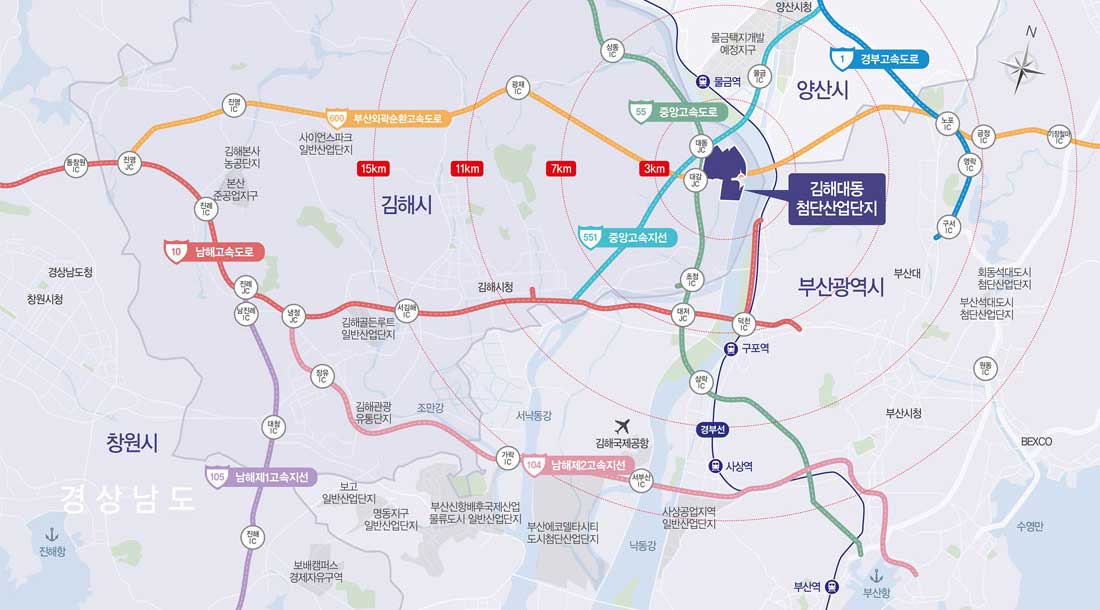 양산시청
N
상동
IC
물금택지개발
예정지구
물금
IC
1 경부고속도로
물금역
양산시
광재
IC
진영
IC
600 부산외곽순환고속도로
55 중앙고속도로
노포
IC
금정
IC
기장철마
IC
사이언스파크
일반산업단지
대동
JC
김해본사
농공단지
동창원
IC
진영
JC
15km
11km
7km
3km
영락
IC
대감
JC
본산
준공업지구
김해시
김해대동
첨단산업단지
진례
IC
구서
IC
551 중앙고속지선
10 남해고속도로
경상남도청
창원시청
초정
IC
부산대
회동석대도시
첨단산업단지
진례
JC
김해시청
부산광역시
부산석대도시
첨단산업단지
남진례
IC
냉정
JC
서김해
IC
대저
JC
덕천
IC
김해골든루트
일반산업단지
구포역
원동
IC
장유
IC
삼락
IC
김해관광
유통단지
조만강
서낙동강
부산시청
대청
IC
경부선
창원시
김해국제공항
BEXCO
가락
IC
104 남해제2고속지선
사상역
105 남해제1고속지선
서부산
IC
경상남도
보고
일반산업단지
명동지구
일반산업단지
부산신항배후국제산업
물류도시 일반산업단지
부산에코델타시티
도시첨단산업단지
사상공업지역
일반산업단지
수영만
진해항
진해
IC
낙동강
보배캠퍼스
경제자유구역
부산역
부산항